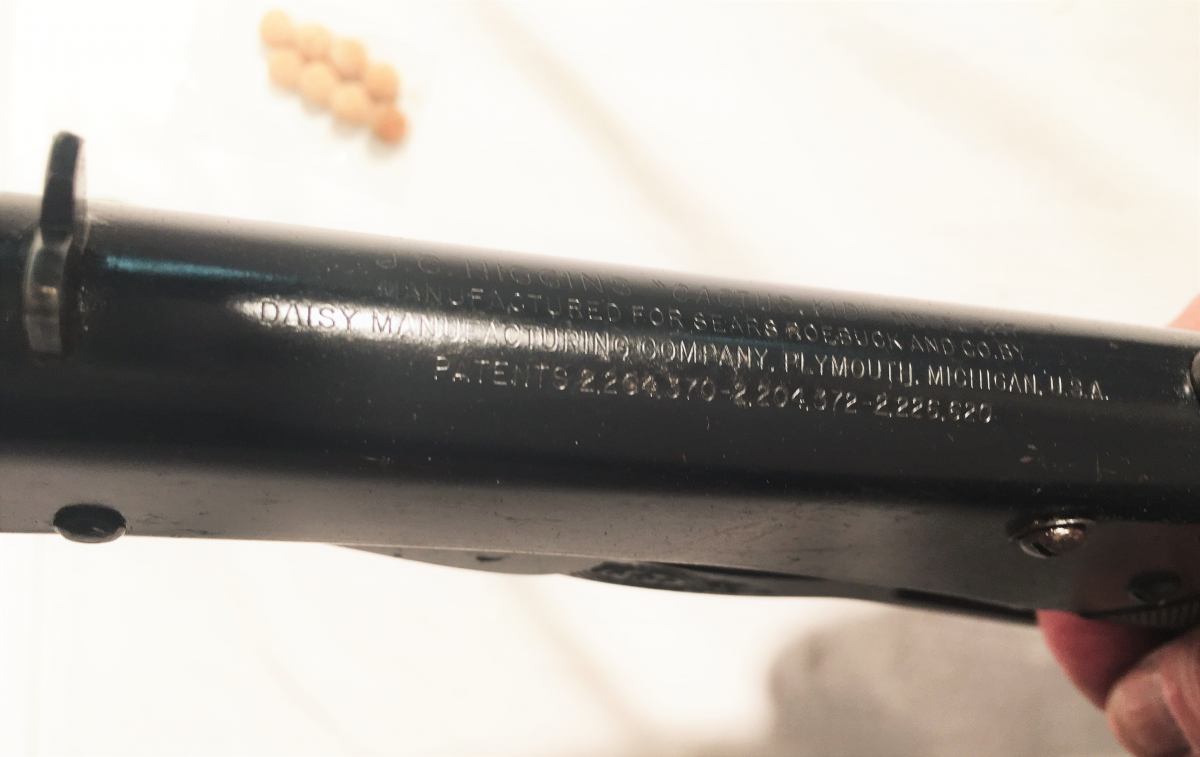 J. C. HIGGINS "CACTUS KID"
MANUFACTURED FOR SEARS ROEBUCK AND CO. BY
DAISY MANUFACTURING COMPANY, PLYMOUTH, MICHIGAN, U.S.A.
PATENTS 2,204,370-2,204,372-2,226,620